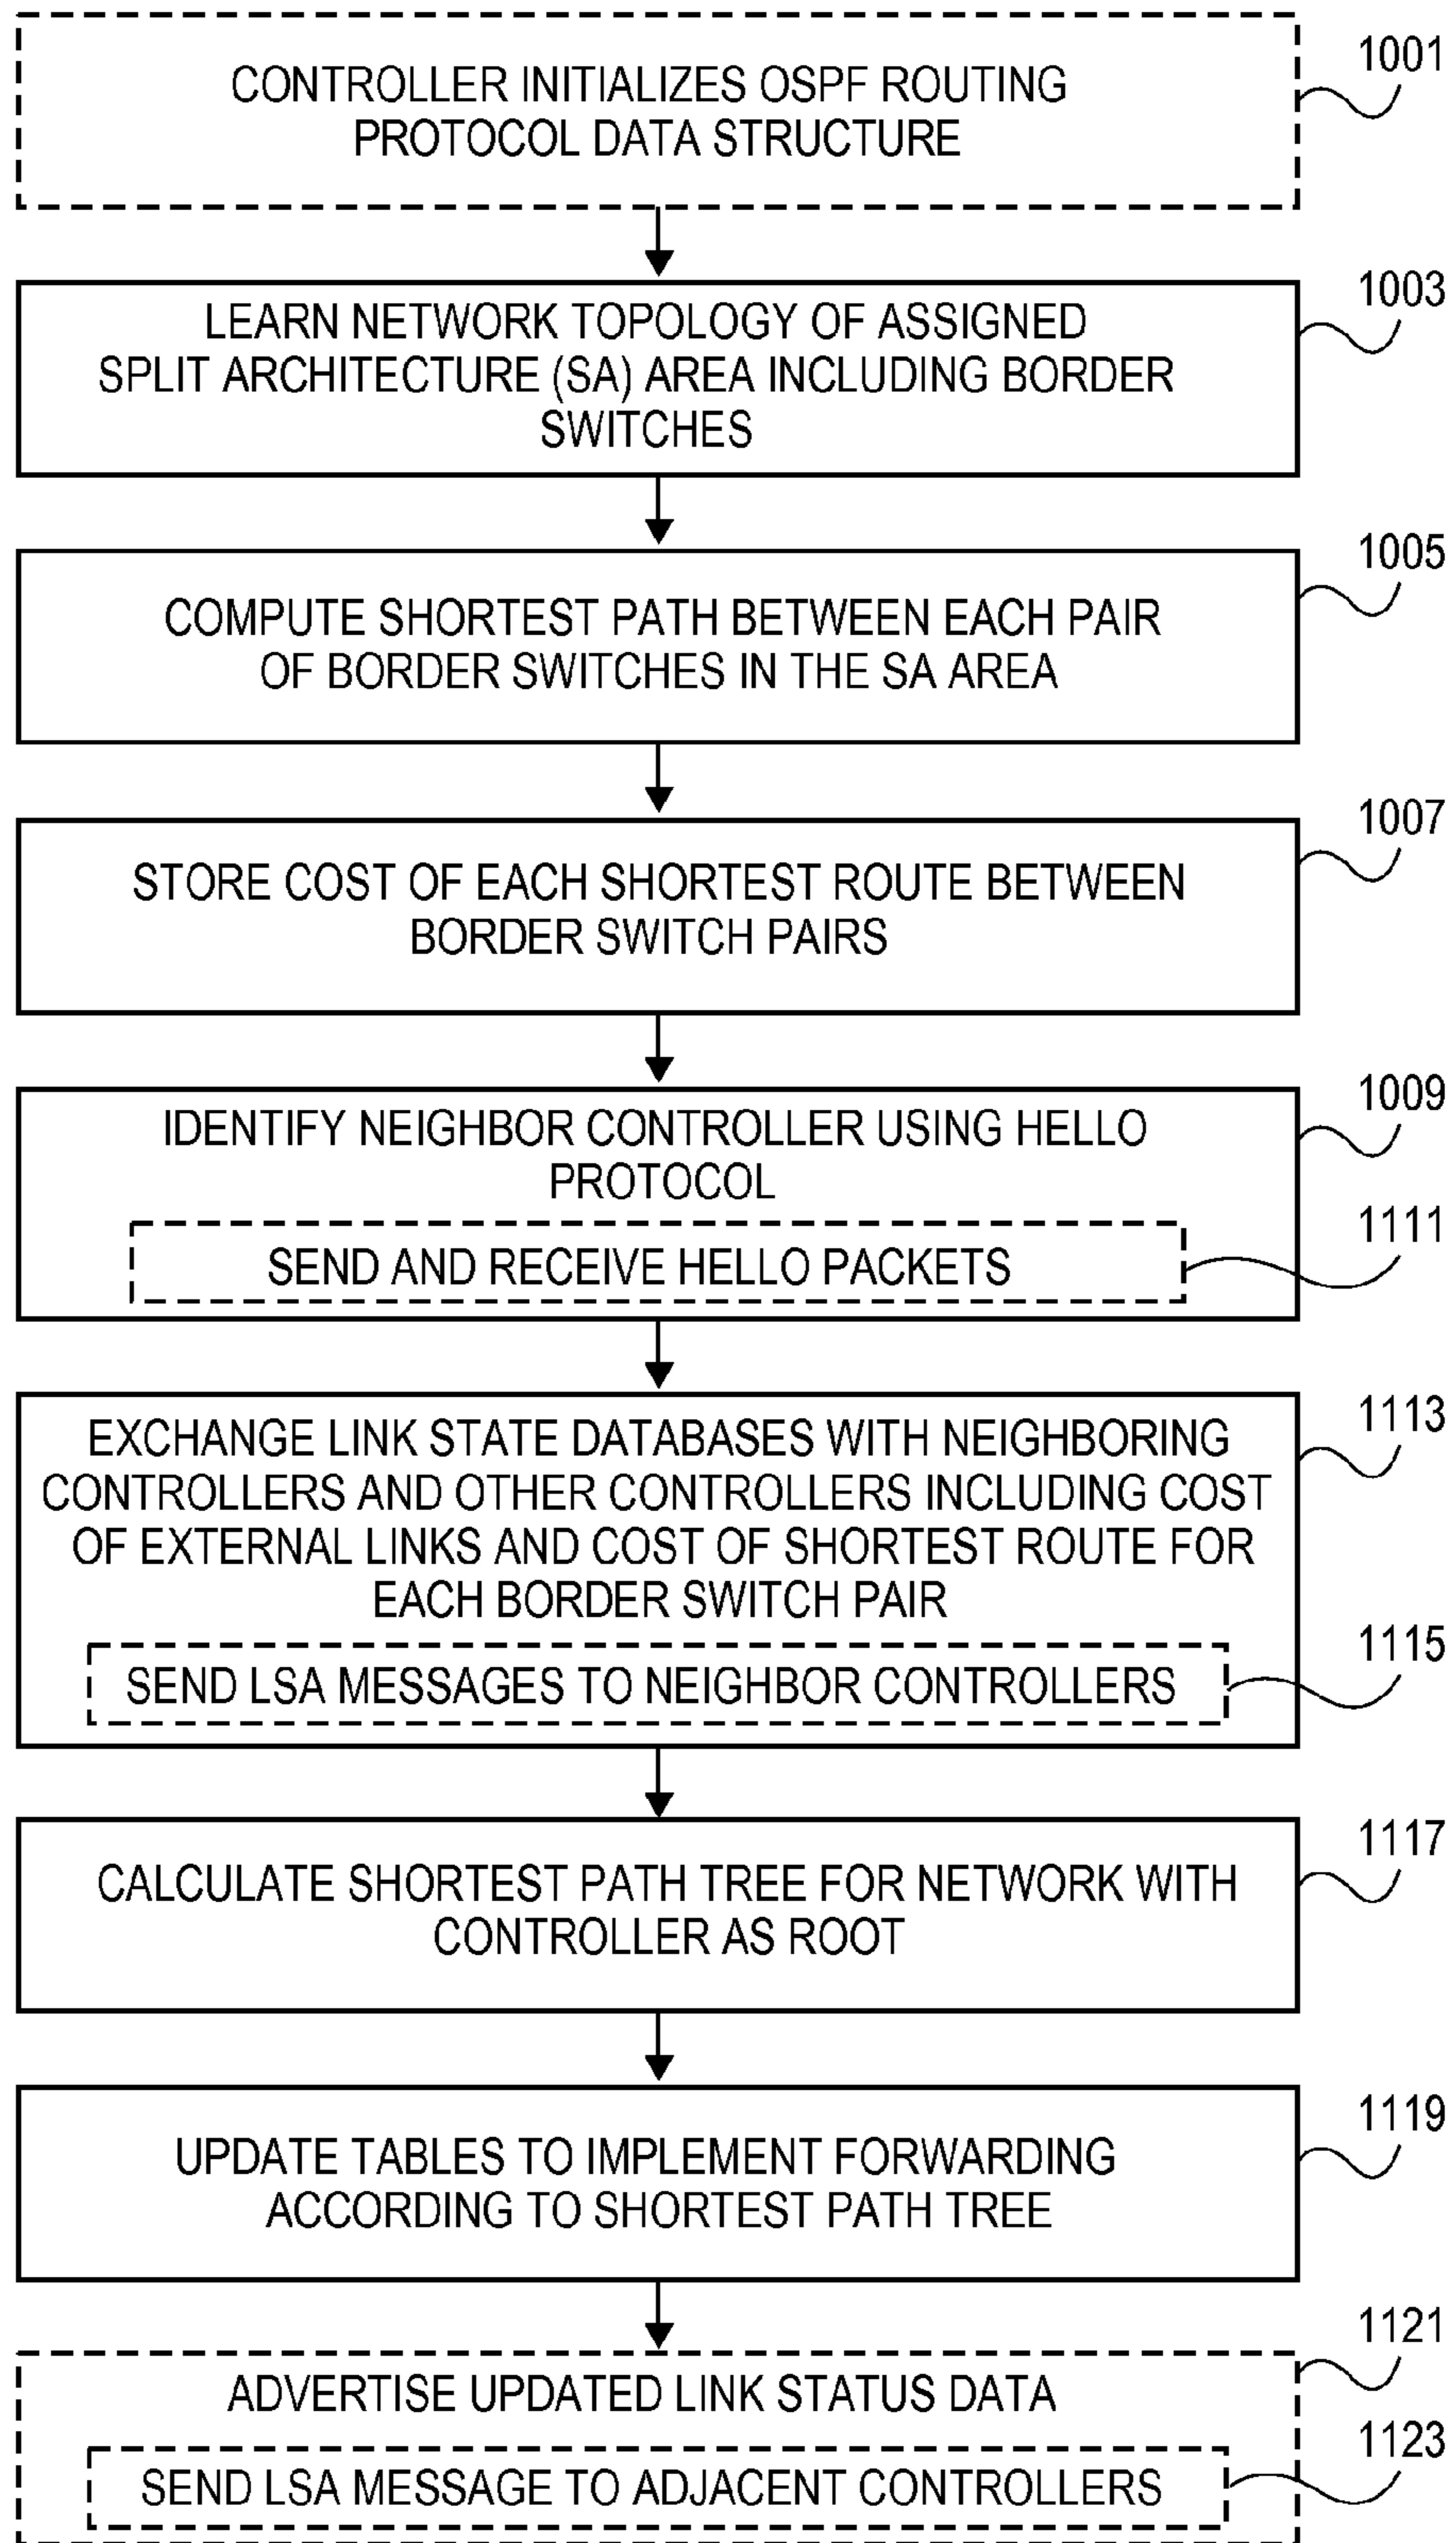 CONTROLLER INITIALIZES OSPF ROUTING
PROTOCOL DATA STRUCTURE
1001
LEARN NETWORK TOPOLOGY OF ASSIGNED
SPLIT ARCHITECTURE (SA) AREA INCLUDING BORDER
SWITCHES
1003
COMPUTE SHORTEST PATH BETWEEN EACH PAIR
OF BORDER SWITCHES IN THE SA AREA
1005
STORE COST OF EACH SHORTEST ROUTE BETWEEN
BORDER SWITCH PAIRS
1007
IDENTIFY NEIGHBOR CONTROLLER USING HELLO
PROTOCOL
1009
SEND AND RECEIVE HELLO PACKETS
1111
EXCHANGE LINK STATE DATABASES WITH NEIGHBORING
CONTROLLERS AND OTHER CONTROLLERS INCLUDING COST
OF EXTERNAL LINKS AND COST OF SHORTEST ROUTE FOR
EACH BORDER SWITCH PAIR
1113
SEND LSA MESSAGES TO NEIGHBOR CONTROLLERS
1115
CALCULATE SHORTEST PATH TREE FOR NETWORK WITH
CONTROLLER AS ROOT
1117
UPDATE TABLES TO IMPLEMENT FORWARDING
ACCORDING TO SHORTEST PATH TREE
1119
ADVERTISE UPDATED LINK STATUS DATA
1121
SEND LSA MESSAGE TO ADJACENT CONTROLLERS
1123